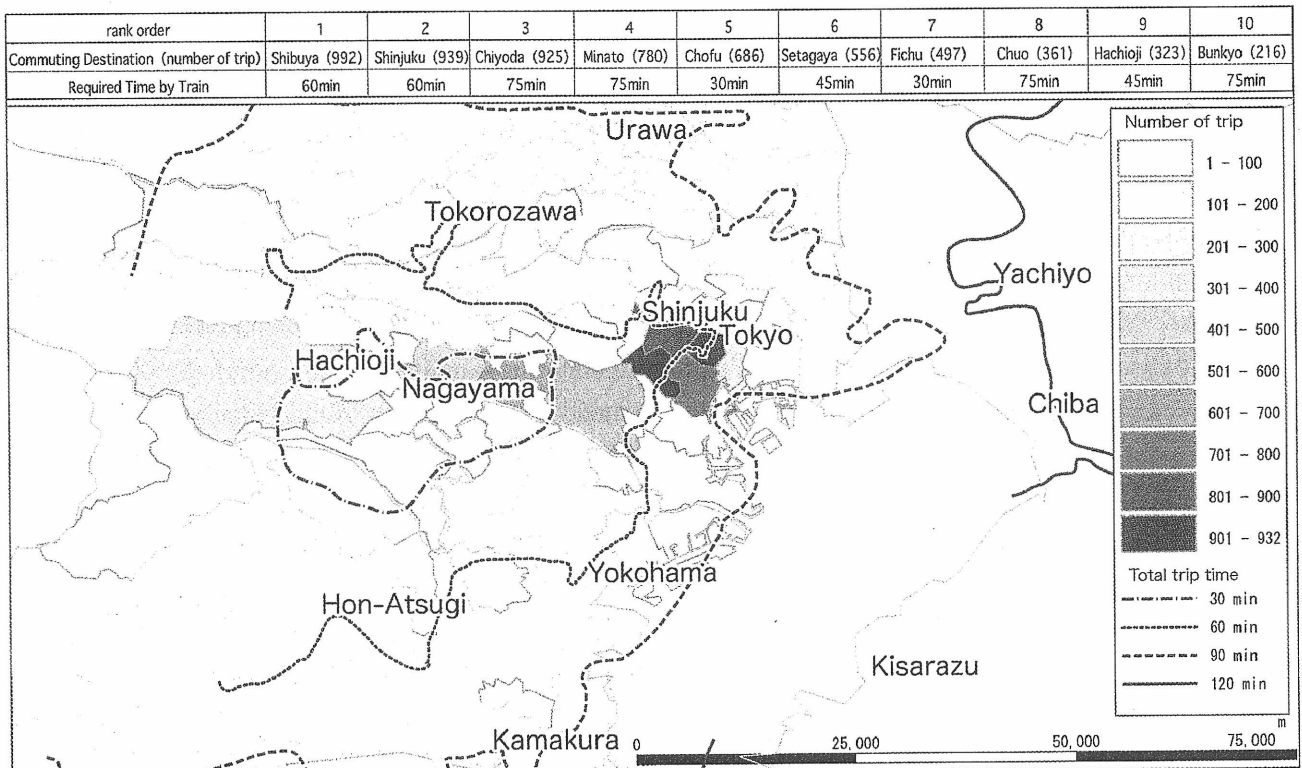 rank order 1 2 3 4 5 6 7 8 9 10
Commuting Destination (number of trip) Shibuya (992) Shinjuku (939) Chiyoda (925) Minato (780) Chofu (686) Setagaya (556) Fichu (497) Chuo (361) Hachioji (323) Bunkyo (216)
Required Time by Train 60min 60min 75min 75min 30min 45min 30min 75min 45min 75min
Urawa
Tokorozawa
Yachiyo
Shinjuku
Tokyo
Hachioji
Nagayama
Chiba
Yokohama
Hon-Atsugi
Kisarazu
Kamakura
Number of trip
1 - 100
101 - 200
201 - 300
301 - 400
401 - 500
501 - 600
601 - 700
701 - 800
801 - 900
901 - 932
Total trip time
30 min
60 min
90 min
120 min
m
0 25,000 50,000 75,000